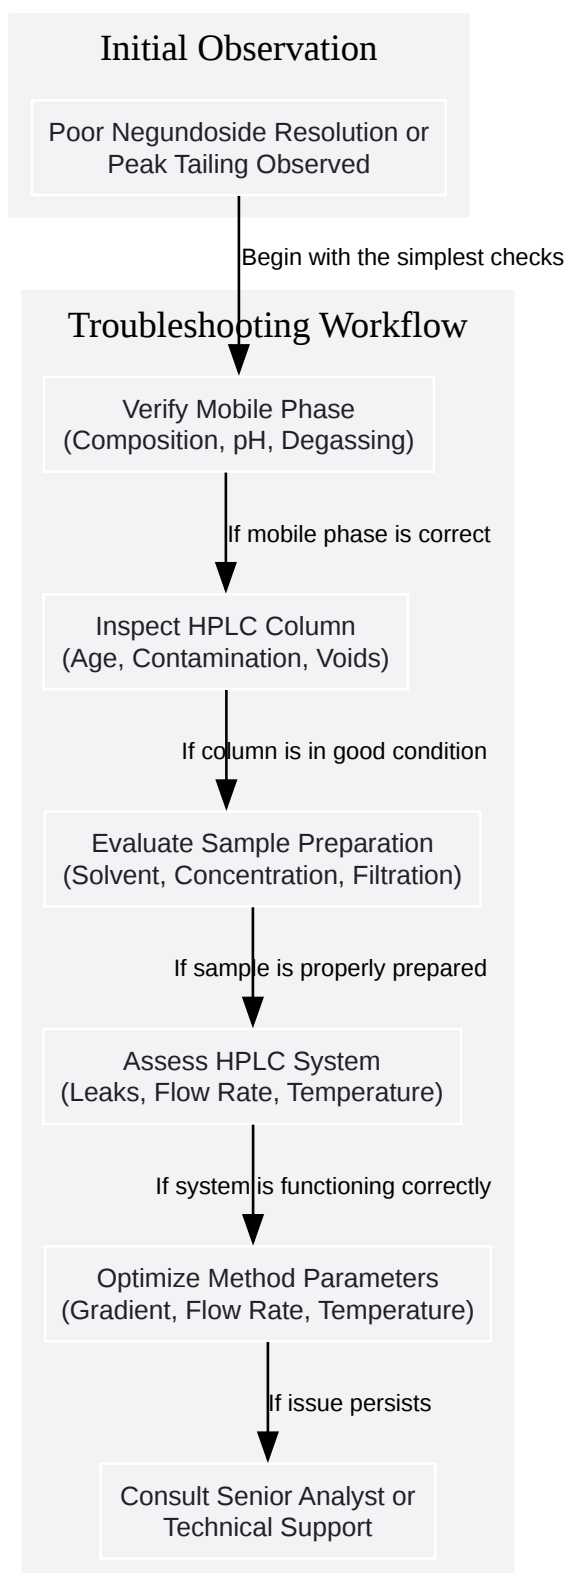 Initial Observation
Poor Negundoside Resolution or
Peak Tailing Observed
Begin with the simplest checks
Troubleshooting Workflow
Verify Mobile Phase
(Composition, pH, Degassing)
If mobile phase is correct
Inspect HPLC Column
(Age, Contamination, Voids)
If column is in good condition
Evaluate Sample Preparation
(Solvent, Concentration, Filtration)
If sample is properly prepared
Assess HPLC System
(Leaks, Flow Rate, Temperature)
If system is functioning correctly
Optimize Method Parameters
(Gradient, Flow Rate, Temperature)
If issue persists
Consult Senior Analyst or
Technical Support